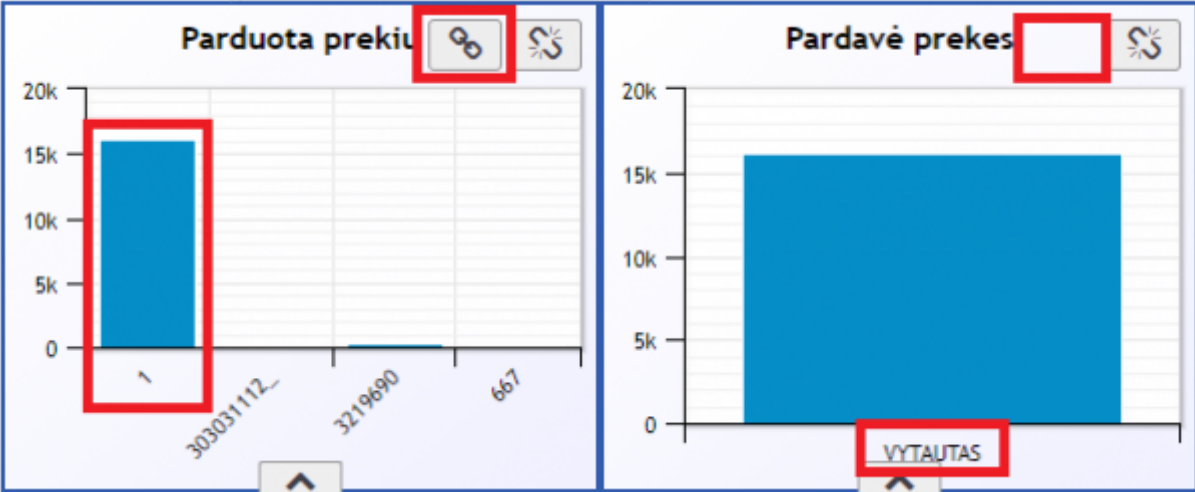 Parduota prekiu
20k
15k
10k
5k
0
1
303031112_
3219690
667
Pardavė prekes
20k
15k
10k
5k
0
VYTAUTAS